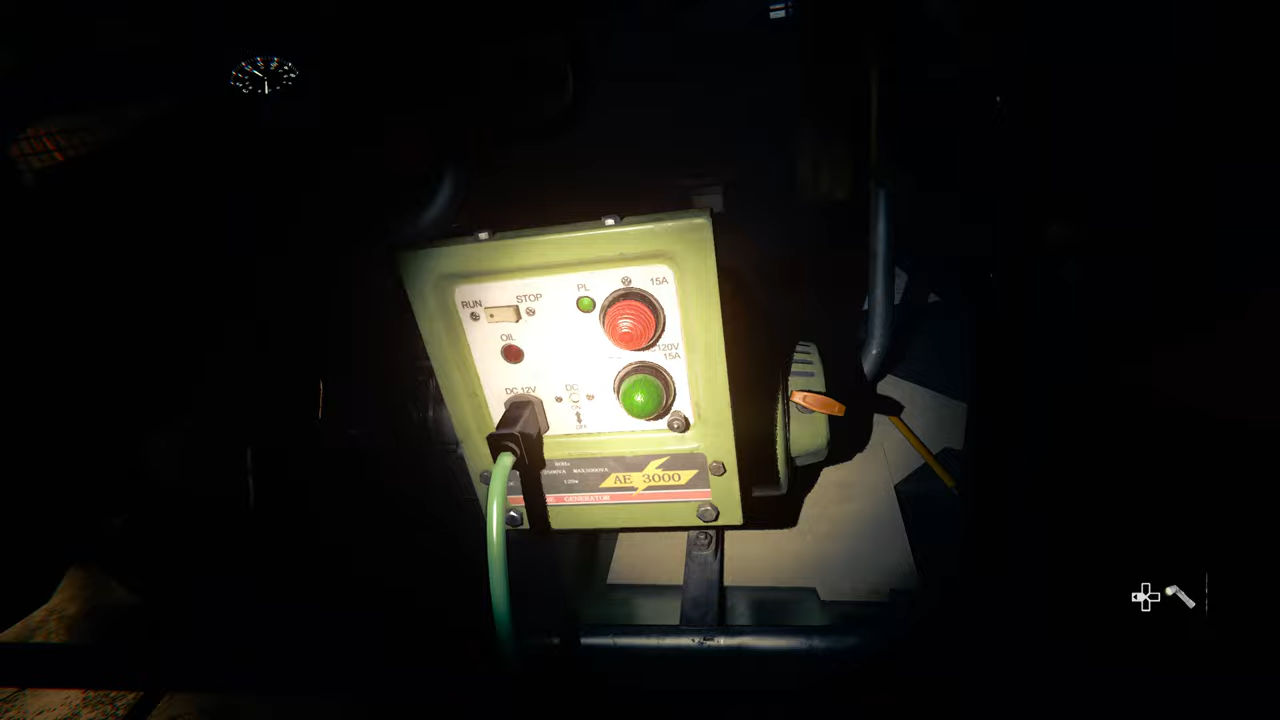 RUN
STOP
PL
15A
OIL
120V
15A
DC 12V
DC
ON
OFF
AE 3000
GENERATOR